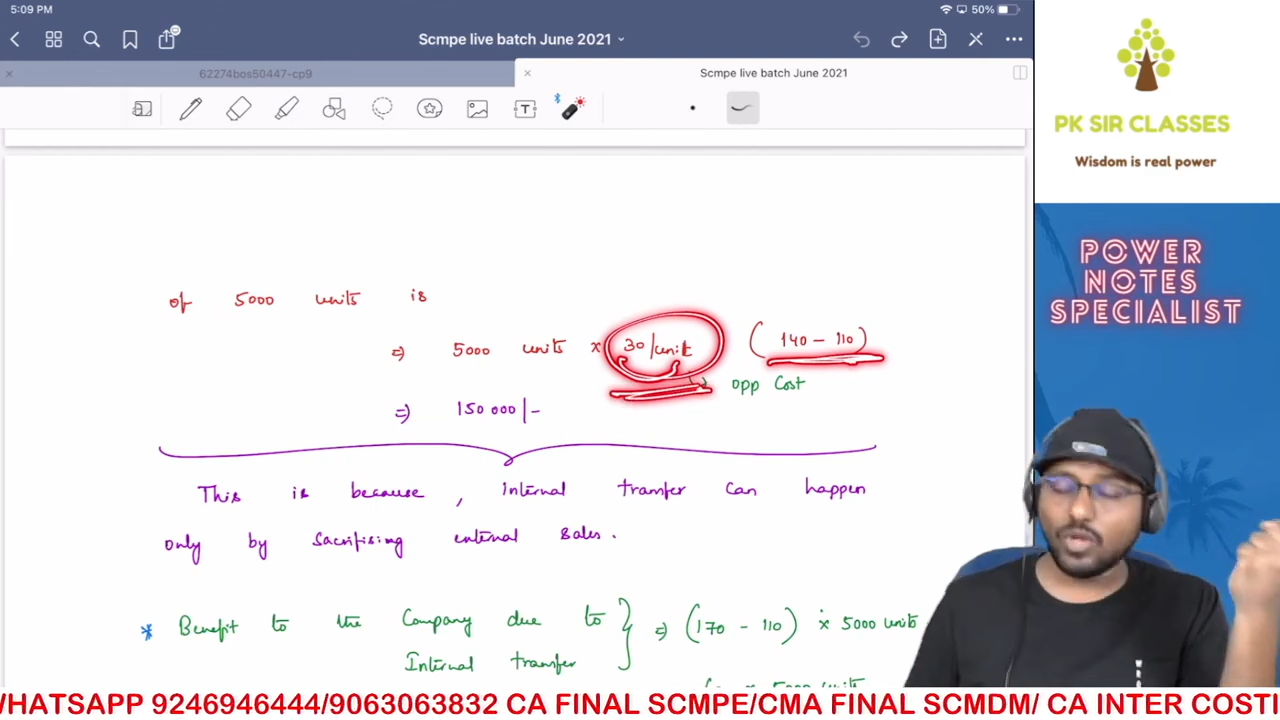 5:09 PM
50%
Scmpe live batch June 2021
62274bos50447-cp9
Scmpe live batch June 2021
T
of 5000 units is
⇒ 5000 units x 30/unit (140 - 110)
opp Cost
⇒ 150 000/-
This is because, Internal transfer can happen
only by Sacrifising external sales.
* Benefit to the Company due to Internal transfer } ⇒ (170 - 110) x 5000 units
PK SIR CLASSES
Wisdom is real power
POWER
NOTES
SPECIALIST
WHATSAPP 9246946444/9063063832 CA FINAL SCMPE/CMA FINAL SCMDM/ CA INTER COSTI